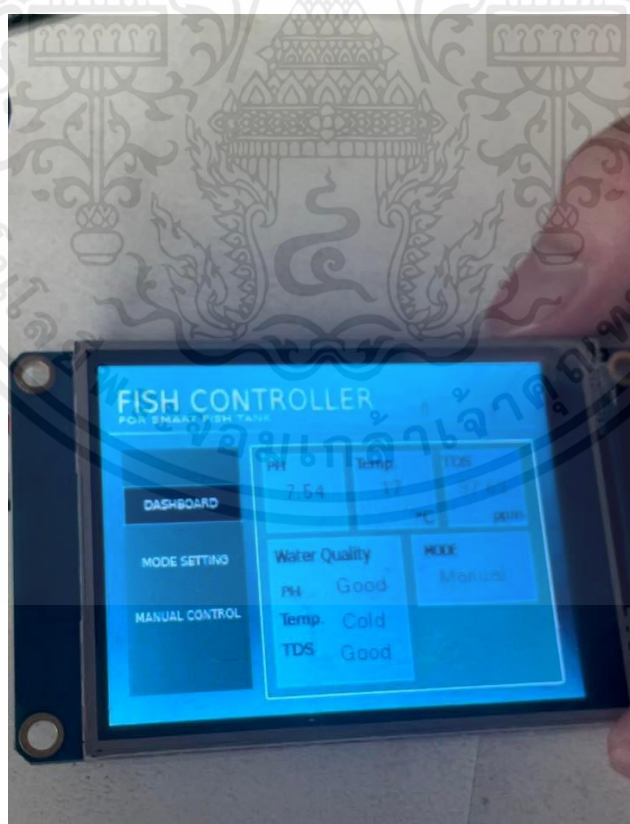 FISH CONTROLLER
FOR SMART FISH TANK
DASHBOARD
MODE SETTING
MANUAL CONTROL
PH
7.54
Temp.
17
°C
TDS
ppm
Water Quality
PH Good
Temp. Cold
TDS Good
MODE
Manual